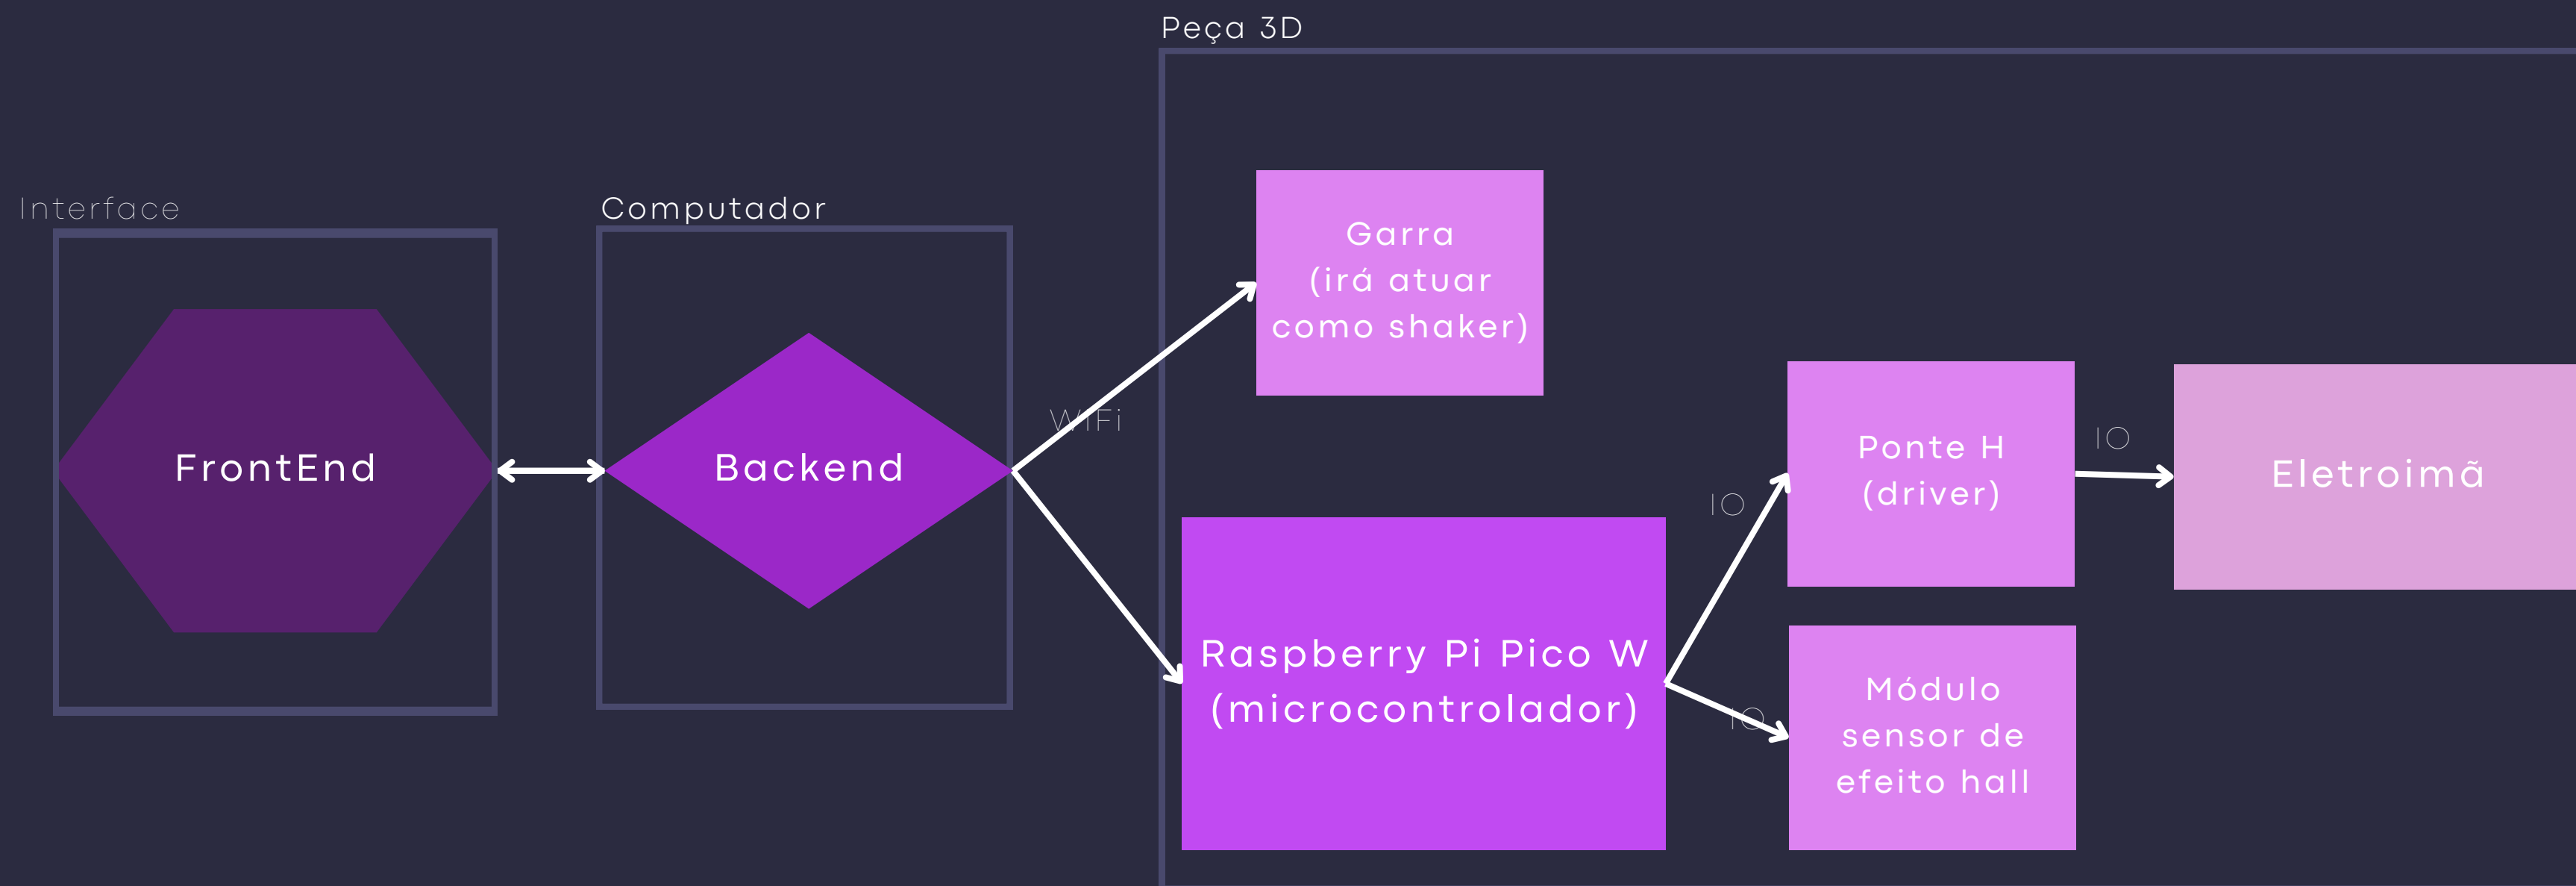 Peça 3D
Interface
Computador
Garra
(irá atuar
como shaker)
WiFi
FrontEnd
Backend
IO
Ponte H
(driver)
IO
Eletroimã
Raspberry Pi Pico W
(microcontrolador)
IO
Módulo
sensor de
efeito hall